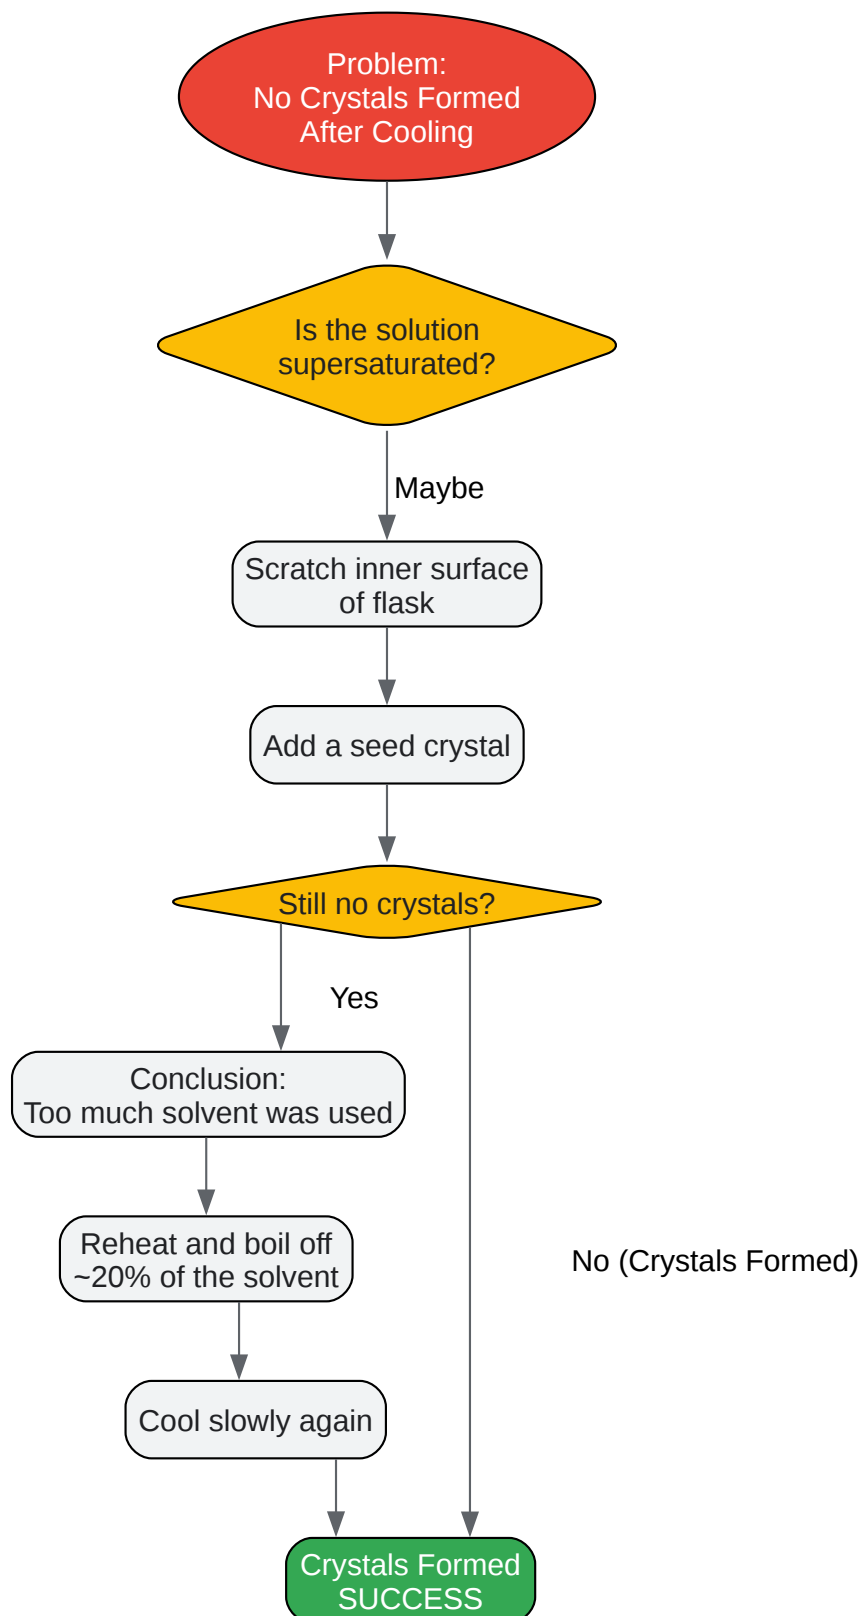 Problem:
No Crystals Formed
After Cooling
Is the solution
supersaturated?
Maybe
Scratch inner surface
of flask
Add a seed crystal
Still no crystals?
Yes
Conclusion:
Too much solvent was used
Reheat and boil off
~20% of the solvent
No (Crystals Formed)
Cool slowly again
Crystals Formed
SUCCESS